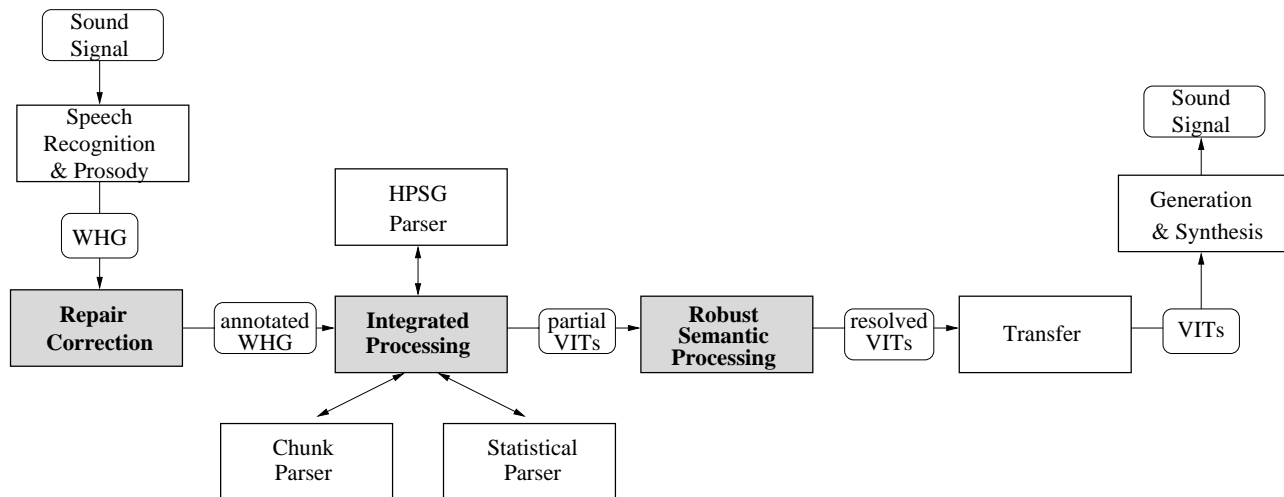 Sound
Signal
Speech
Recognition
& Prosody
WHG
Repair
Correction
annotated
WHG
HPSG
Parser
Integrated
Processing
Chunk
Parser
Statistical
Parser
partial
VITs
Robust
Semantic
Processing
resolved
VITs
Transfer
VITs
Generation
& Synthesis
Sound
Signal